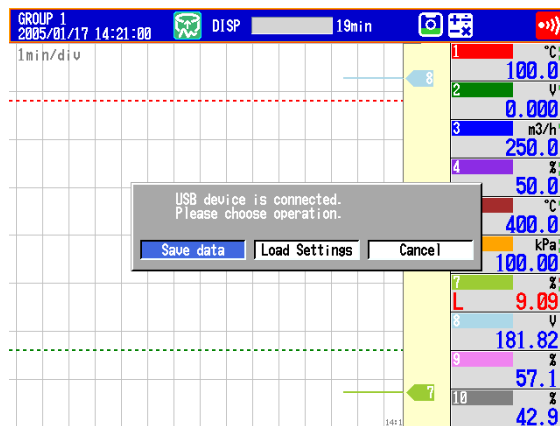 GROUP 1
2005/01/17 14:21:00
DISP
19min
1min/div
1
°C
100.0
2
V
0.000
3
m3/h
250.0
4
%
50.0
°C
400.0
kPa
100.00
7
%
L
9.09
8
V
181.82
9
%
57.1
10
%
42.9
8
7
USB device is connected.
Please choose operation.
Save data
Load Settings
Cancel
14:1